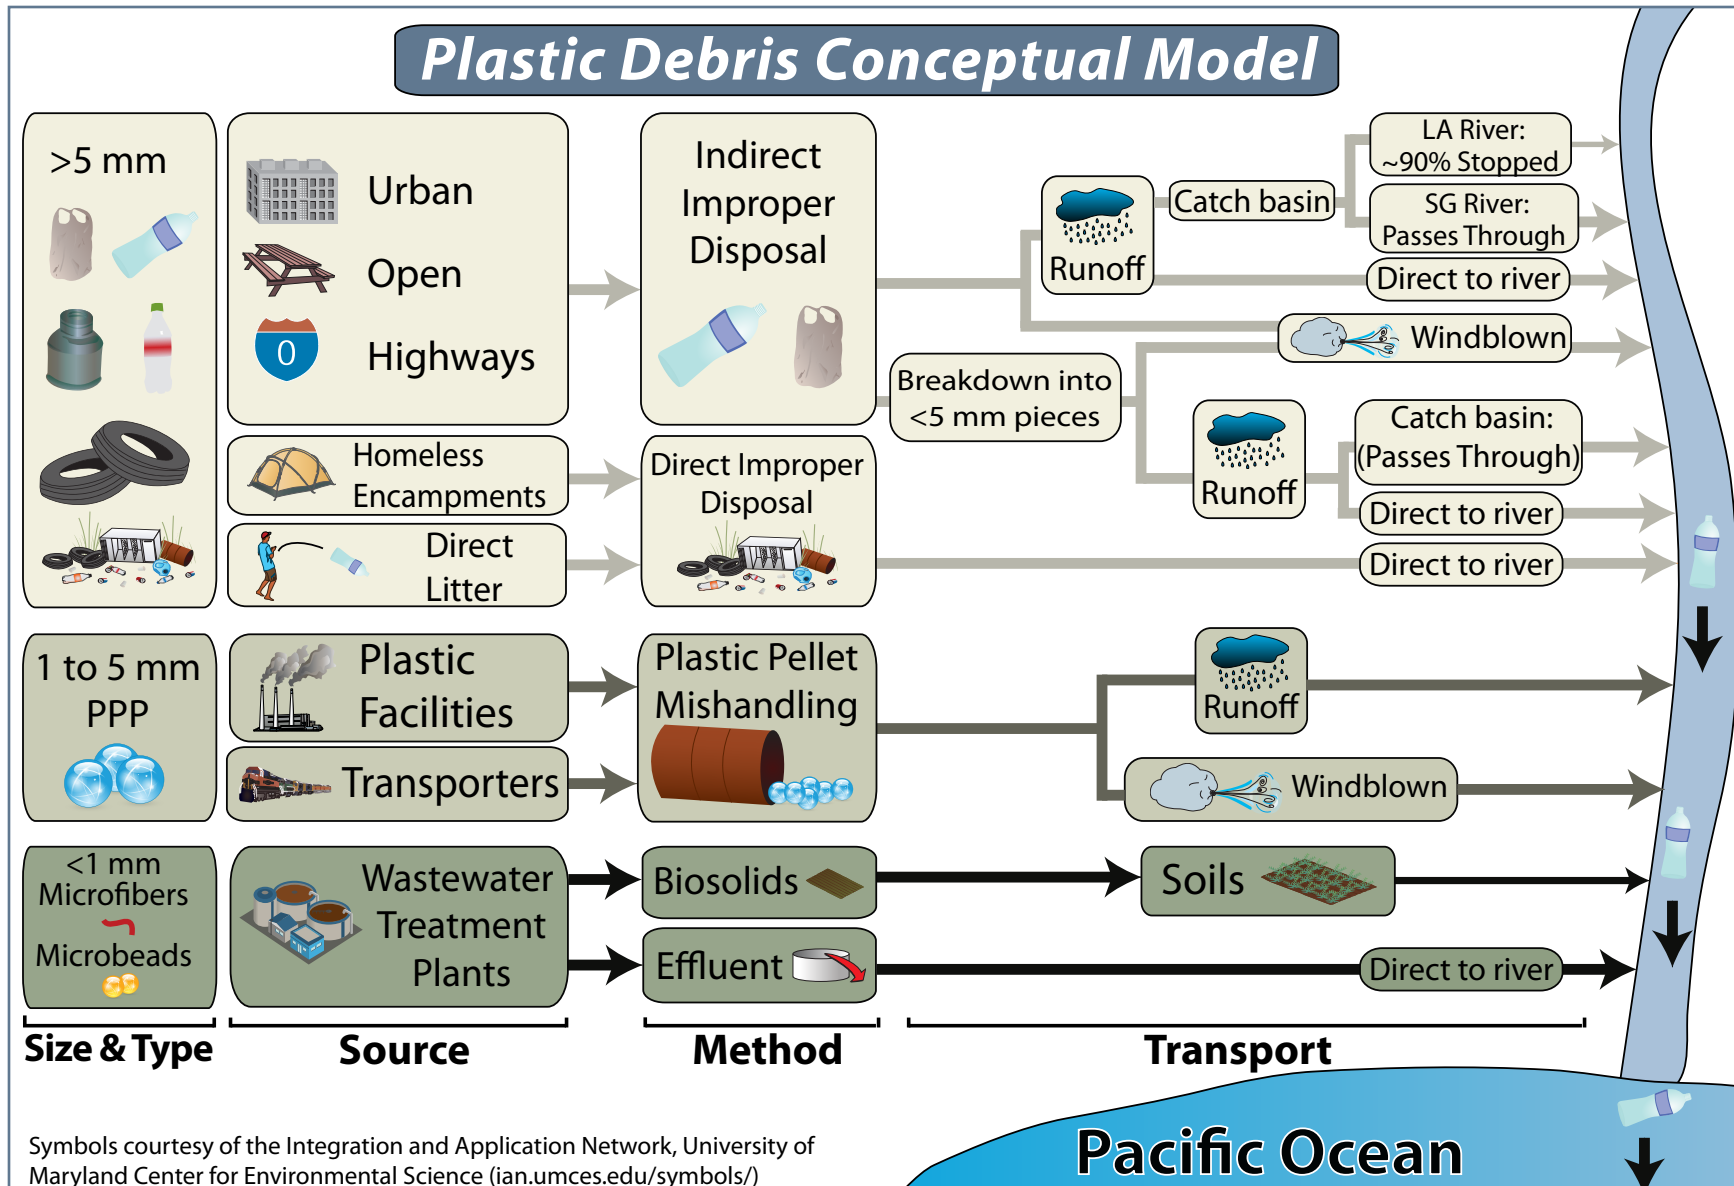 Plastic Debris Conceptual Model
>5 mm
Urban
Open
0
Highways
Homeless
Encampments
Direct
Litter
Indirect
Improper
Disposal
Direct Improper
Disposal
Breakdown into
<5 mm pieces
Runoff
Catch basin
LA River:
~90% Stopped
SG River:
Passes Through
Direct to river
Windblown
Runoff
Catch basin:
(Passes Through)
Direct to river
Direct to river
1 to 5 mm
PPP
Plastic
Facilities
Transporters
Plastic Pellet
Mishandling
Runoff
Windblown
<1 mm
Microfibers
Microbeads
Wastewater
Treatment
Plants
Biosolids
Effluent
Soils
Direct to river
Size & Type
Source
Method
Transport
Symbols courtesy of the Integration and Application Network, University of
Maryland Center for Environmental Science (ian.umces.edu/symbols/)
Pacific Ocean